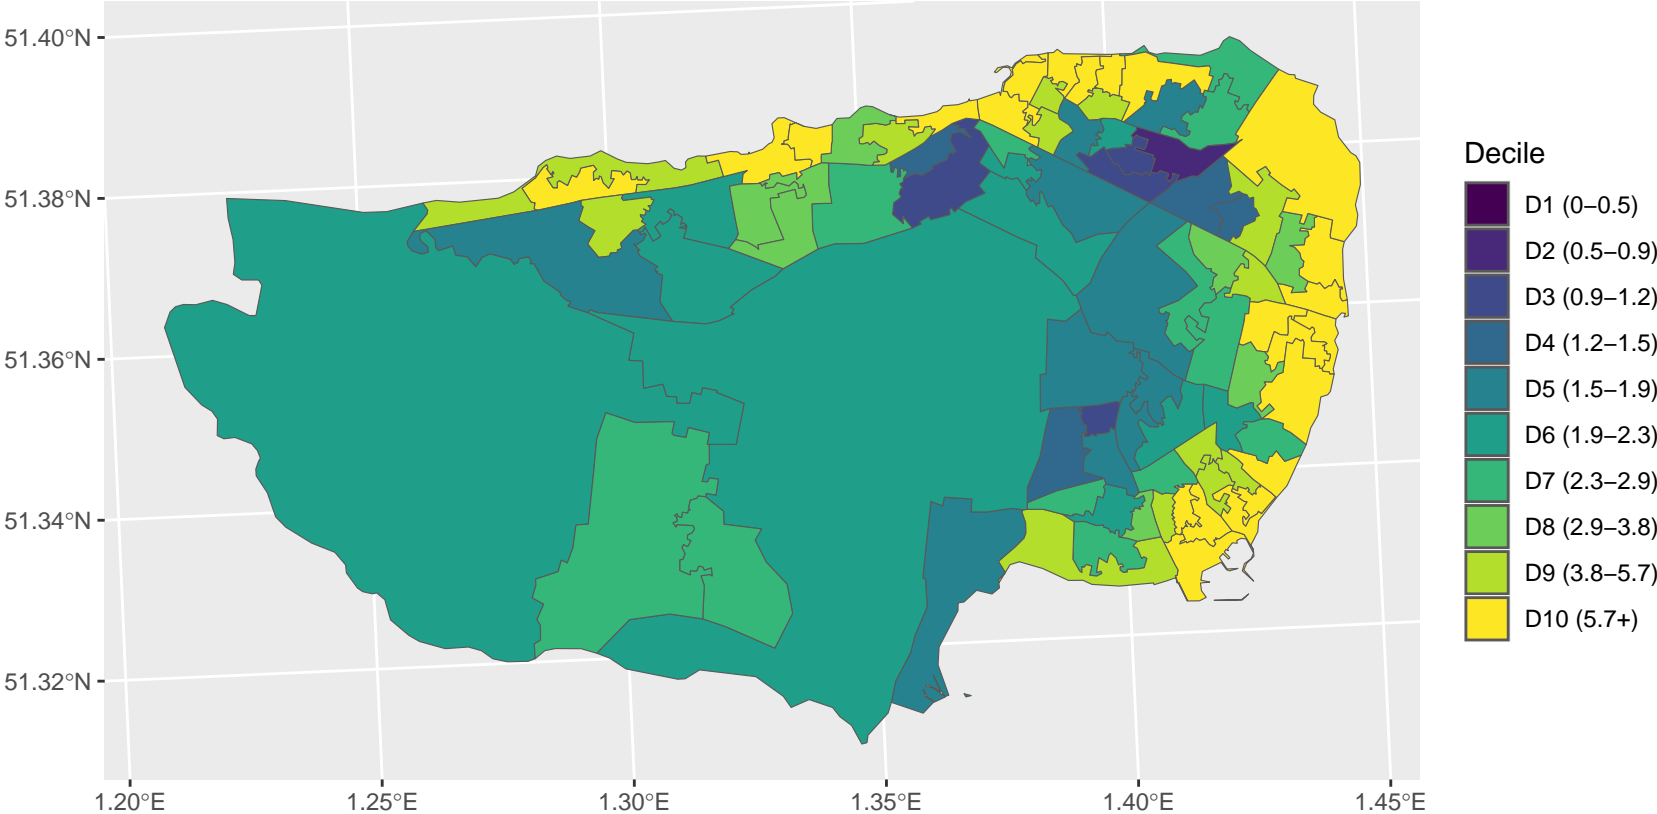 51.40°N
51.38°N
51.36°N
51.34°N
51.32°N
1.20°E
1.25°E
1.30°E
1.35°E
1.40°E
1.45°E
Decile
D1 (0–0.5)
D2 (0.5–0.9)
D3 (0.9–1.2)
D4 (1.2–1.5)
D5 (1.5–1.9)
D6 (1.9–2.3)
D7 (2.3–2.9)
D8 (2.9–3.8)
D9 (3.8–5.7)
D10 (5.7+)